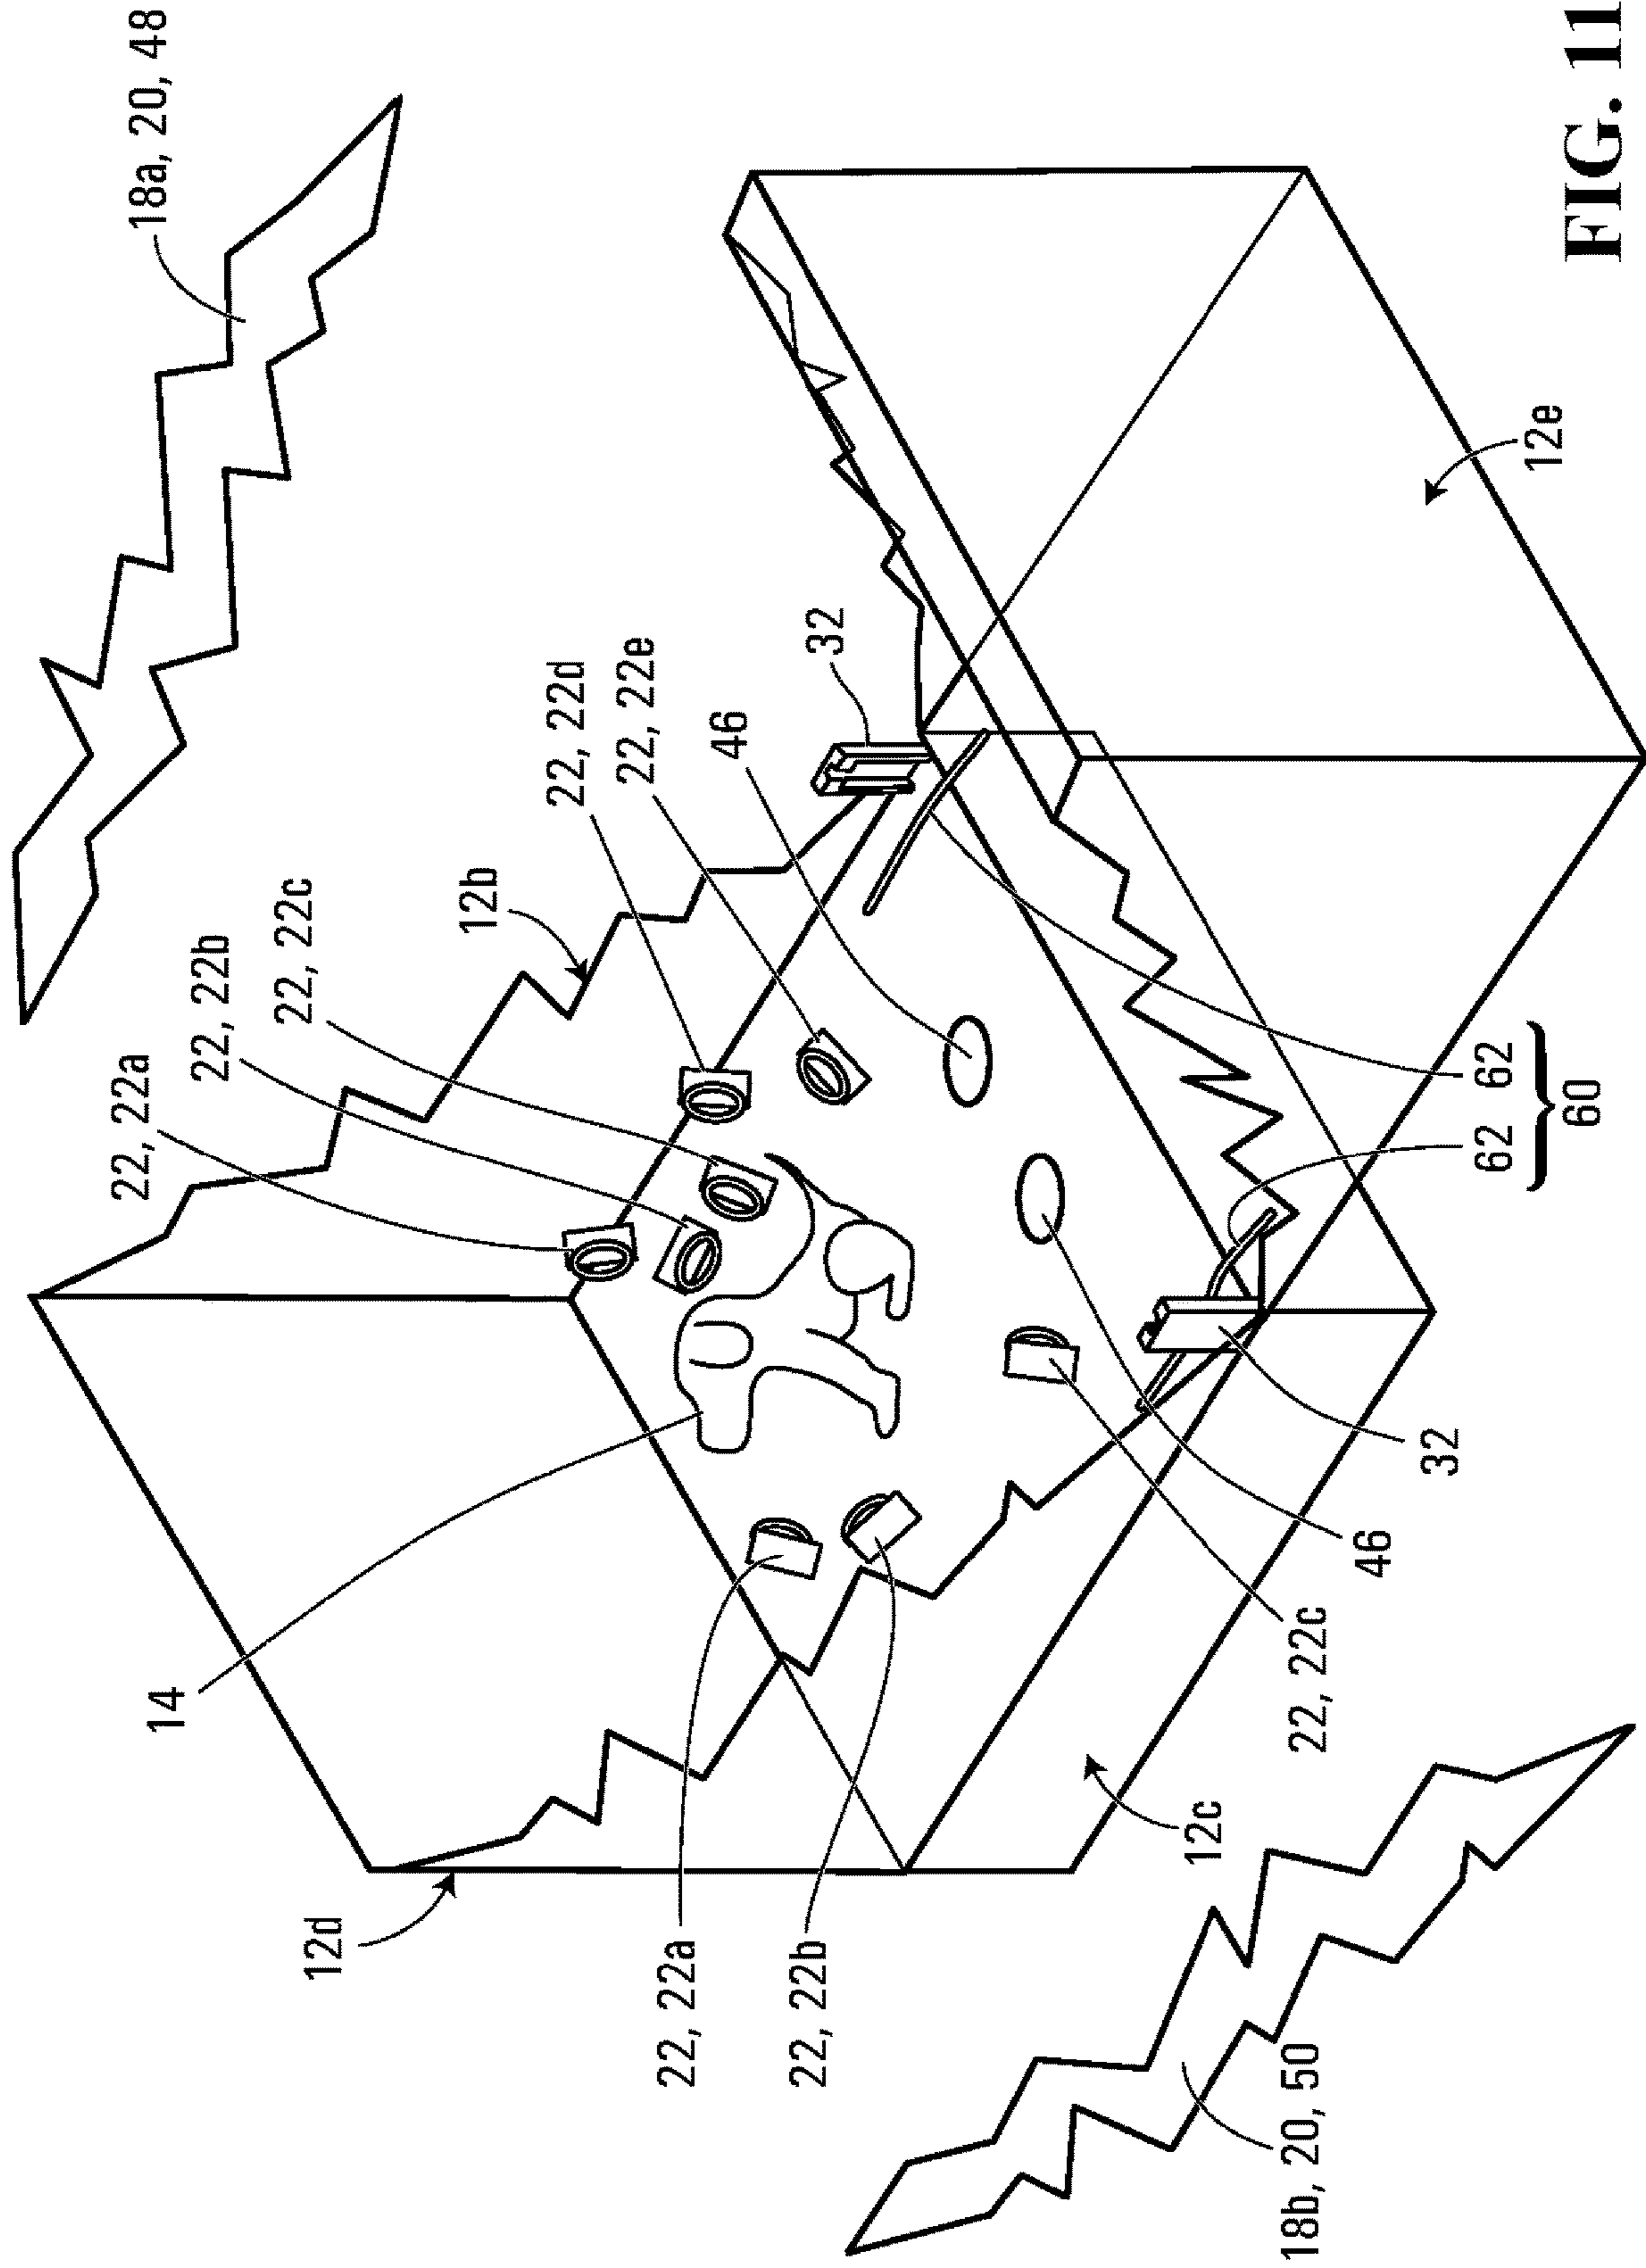 22, 22a
18a, 20, 48
14
22, 22b
22, 22c
12d
12b
22, 22d
22, 22e
22, 22a
46
22, 22b
32
12c
18b, 20, 50
22, 22c
46
32
62 62
12e
60
FIG. 11